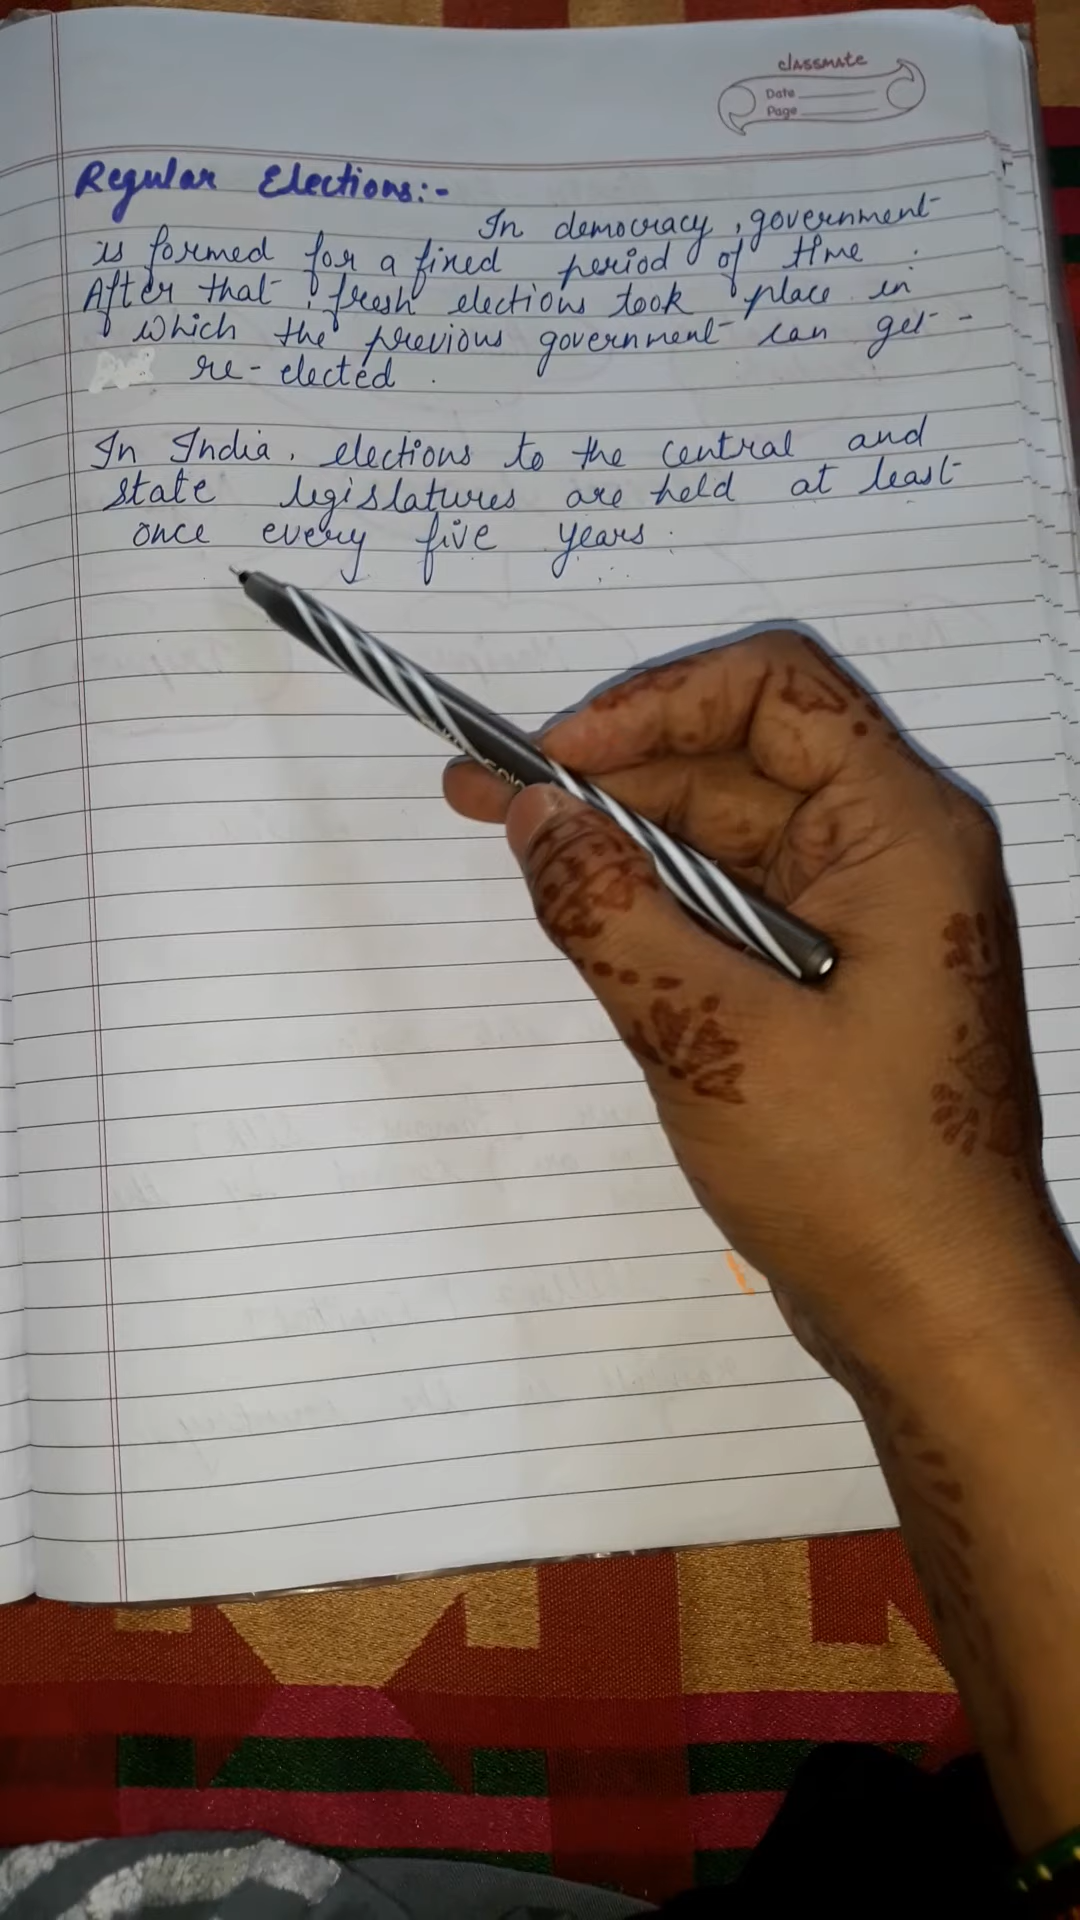 classmate
Date
Page
Regular Elections:-
In democracy, government
is formed for a fixed period of time.
After that, fresh elections took place in
which the previous government can get -
re-elected.
In India, elections to the central and
state legislatures are held at least
once every five years.